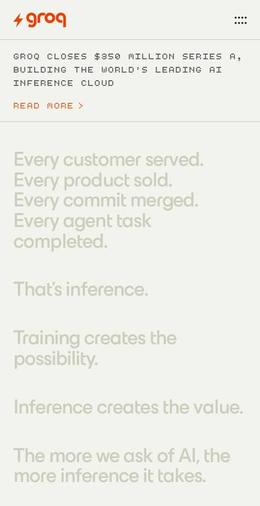 groq
GROQ CLOSES $350 MILLION SERIES A,
BUILDING THE WORLD'S LEADING AI
INFERENCE CLOUD
READ MORE >
Every customer served.
Every product sold.
Every commit merged.
Every agent task
completed.
That's inference.
Training creates the
possibility.
Inference creates the value.
The more we ask of AI, the
more inference it takes.